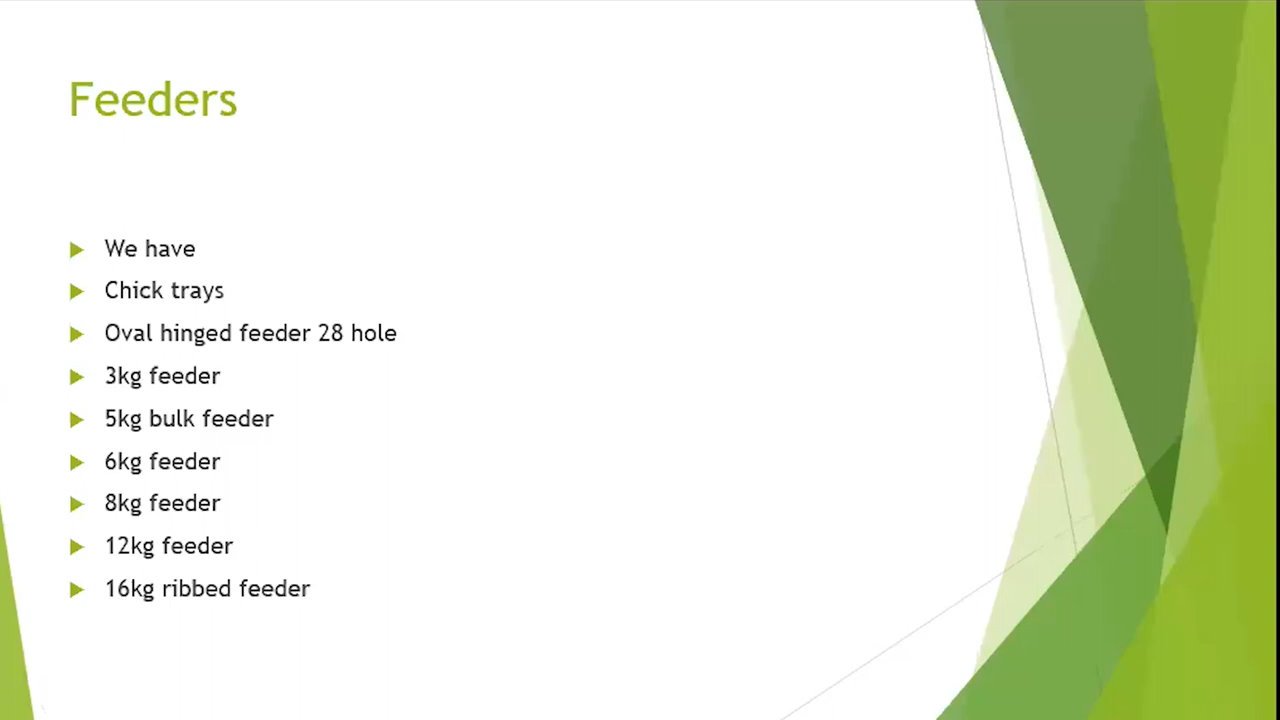 Feeders
We have
Chick trays
Oval hinged feeder 28 hole
3kg feeder
5kg bulk feeder
6kg feeder
8kg feeder
12kg feeder
16kg ribbed feeder